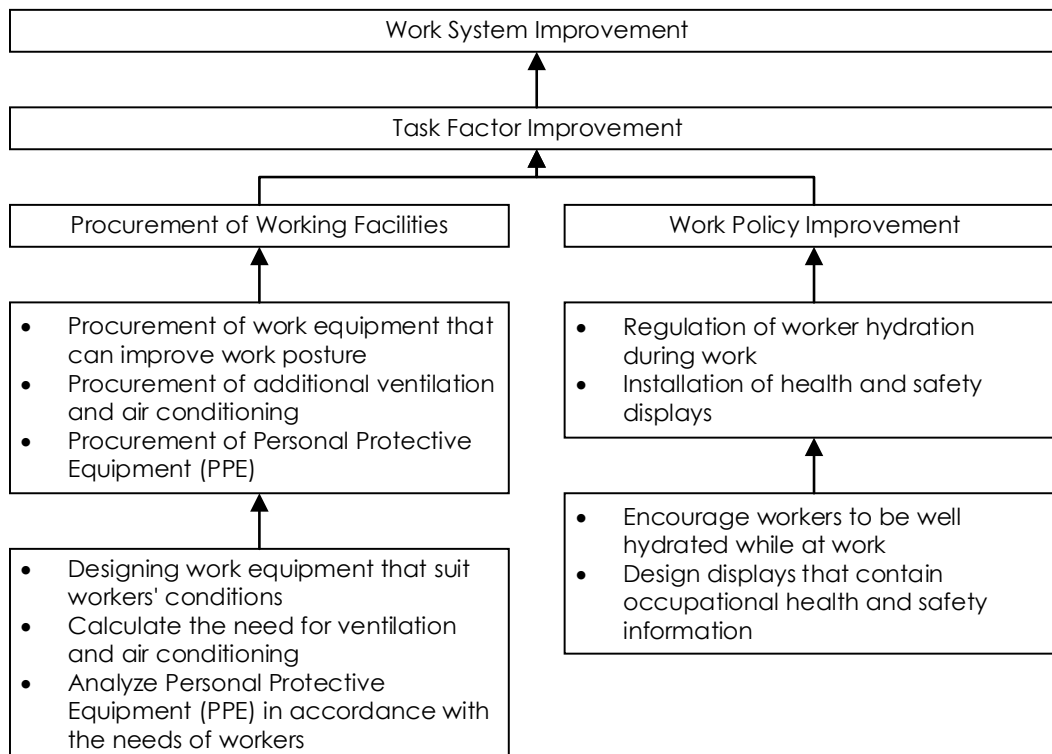 Work System Improvement
Task Factor Improvement
Procurement of Working Facilities
Work Policy Improvement
• Procurement of work equipment that
can improve work posture
• Procurement of additional ventilation
and air conditioning
• Procurement of Personal Protective
Equipment (PPE)
• Regulation of worker hydration
during work
• Installation of health and safety
displays
• Designing work equipment that suit
workers' conditions
• Calculate the need for ventilation
and air conditioning
• Analyze Personal Protective
Equipment (PPE) in accordance with
the needs of workers
• Encourage workers to be well
hydrated while at work
• Design displays that contain
occupational health and safety
information